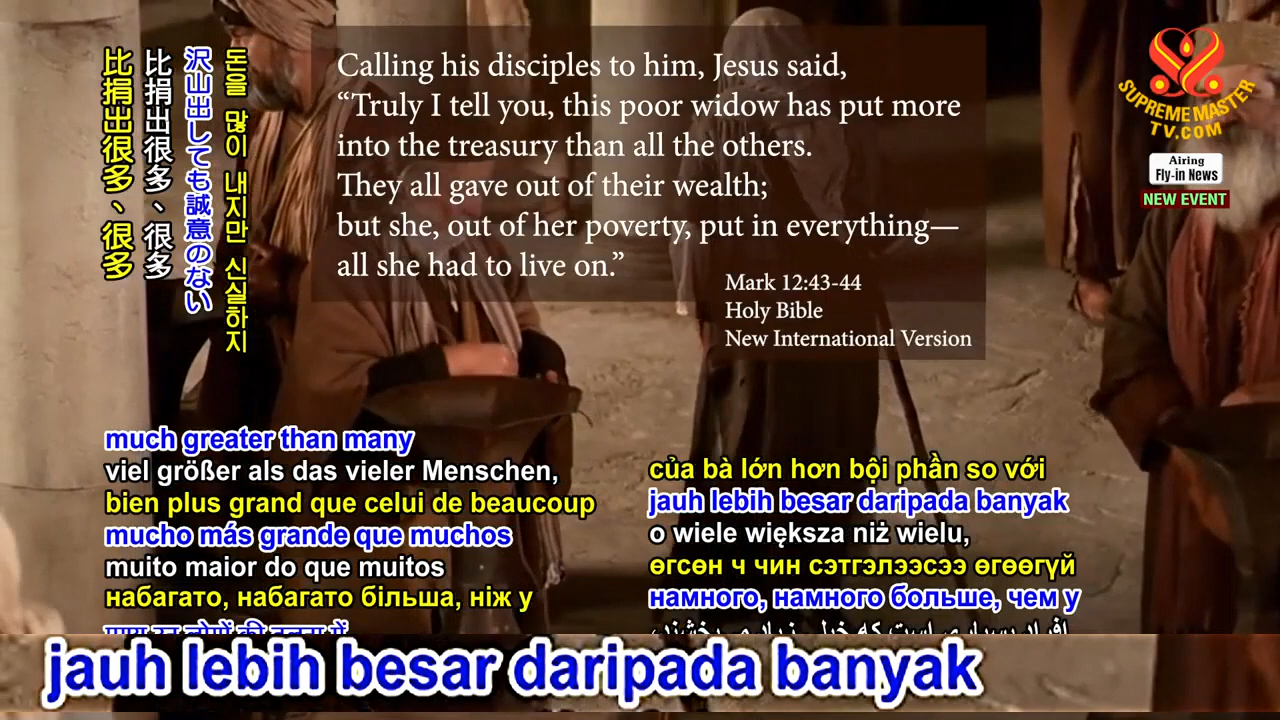 Calling his disciples to him, Jesus said,
“Truly I tell you, this poor widow has put more
into the treasury than all the others.
They all gave out of their wealth;
but she, out of her poverty, put in everything—
all she had to live on.”
Mark 12:43-44
Holy Bible
New International Version
SUPREME MASTER
TV.COM
Airing
Fly-in News
NEW EVENT
돈을 많이 내지만 신실하지
沢山出しても誠意のない
比捐出很多、很多
比捐出很多、很多
much greater than many
viel größer als das vieler Menschen,
bien plus grand que celui de beaucoup
mucho más grande que muchos
muito maior do que muitos
набагато, набагато більша, ніж у
của bà lớn hơn bội phần so với
jauh lebih besar daripada banyak
o wiele większa niż wielu,
өгсөн ч чин сэтгэлээсээ өгөөгүй
намного, намного больше, чем у
jauh lebih besar daripada banyak